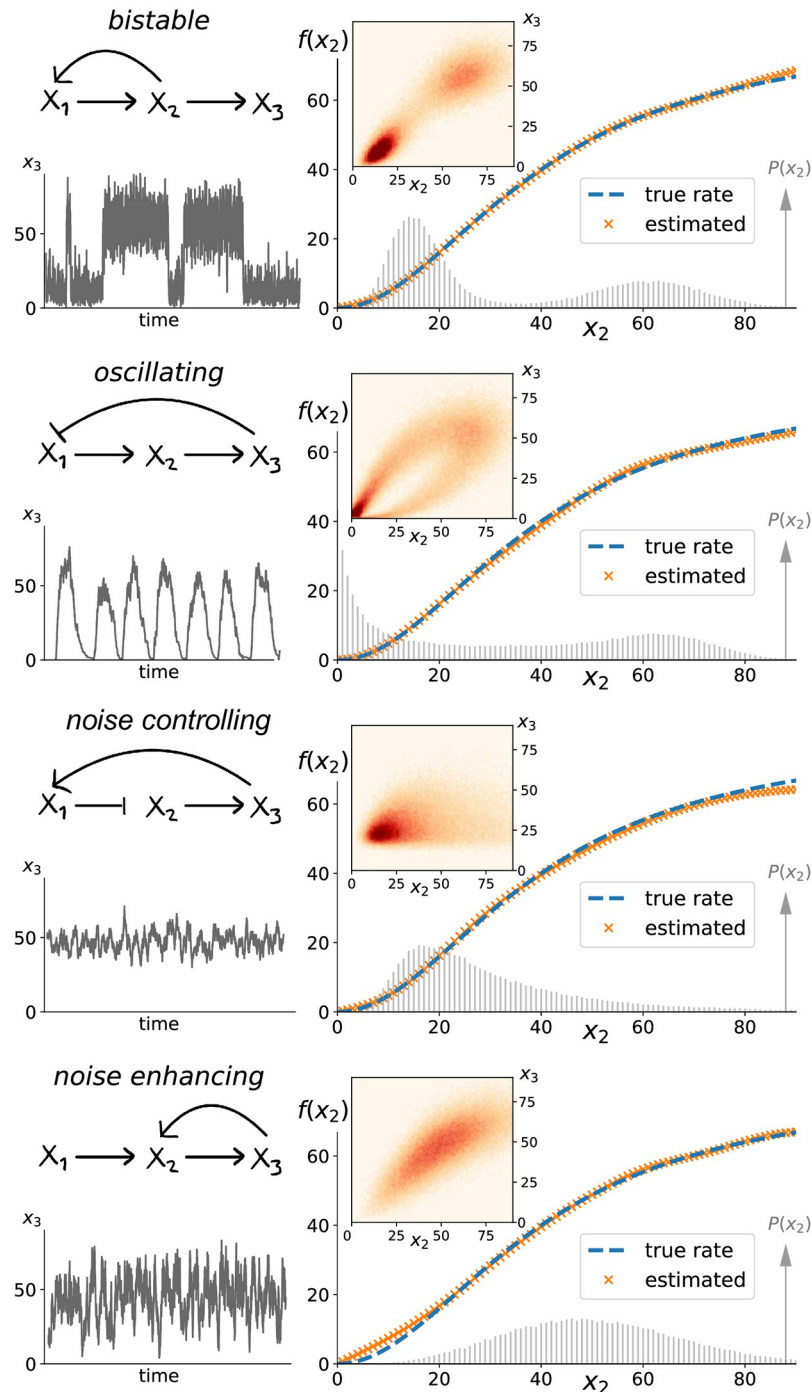 bistable
X₁ X₂ X₃
x₃
50
0
time
f(x₂)
60
40
20
0
0 20 40 60 80
x₂
x₃
75
50
25
0
0 25 50 75
x₂
true rate
estimated
P(x₂)
oscillating
X₁ X₂ X₃
x₃
50
0
time
f(x₂)
60
40
20
0
0 20 40 60 80
x₂
x₃
75
50
25
0
25 50 75
x₂
true rate
estimated
P(x₂)
noise controlling
X₁ X₂ X₃
x₃
50
0
time
f(x₂)
60
40
20
0
0 20 40 60 80
x₂
x₃
75
50
25
0
0 25 50 75
x₂
true rate
estimated
P(x₂)
noise enhancing
X₁ X₂ X₃
x₃
50
0
time
f(x₂)
60
40
20
0
0 20 40 60 80
x₂
x₃
75
50
25
0
0 25 50 75
x₂
true rate
estimated
P(x₂)